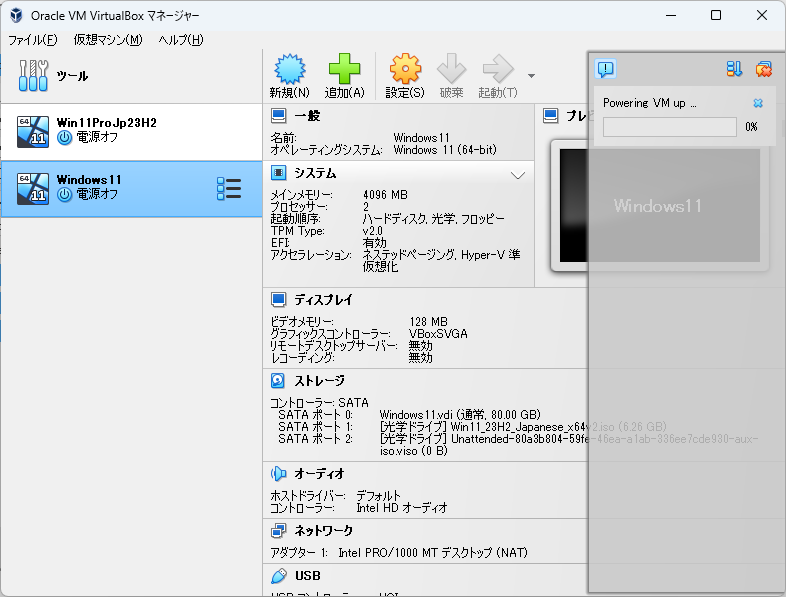 Oracle VM VirtualBox マネージャー
ファイル(F) 仮想マシン(M) ヘルプ(H)
ツール
新規(N) 追加(A) 設定(S) 破棄 起動(T)
64
11
Win11ProJp23H2
電源オフ
64
11
Windows11
電源オフ
一般
名前: Windows11
オペレーティングシステム: Windows 11 (64-bit)
システム
メインメモリー: 4096 MB
プロセッサー: 2
起動順序: ハードディスク, 光学, フロッピー
TPM Type: v2.0
EFI: 有効
アクセラレーション: ネステッドページング, Hyper-V 準
仮想化
ディスプレイ
ビデオメモリー: 128 MB
グラフィックスコントローラー: VBoxSVGA
リモートデスクトップサーバー: 無効
レコーディング: 無効
ストレージ
コントローラー: SATA
SATA ポート 0: Windows11.vdi (通常, 80.00 GB)
SATA ポート 1: [光学ドライブ] Win11_23H2_Japanese_x64v2.iso (6.26 GB)
SATA ポート 2: [光学ドライブ] Unattended-80a3b804-59fe-46ea-a1ab-336ee7cde930-aux-
iso.viso (0 B)
オーディオ
ホストドライバー: デフォルト
コントローラー: Intel HD オーディオ
ネットワーク
アダプター 1: Intel PRO/1000 MT デスクトップ (NAT)
USB
プレ
Powering VM up ...
0%
Windows11